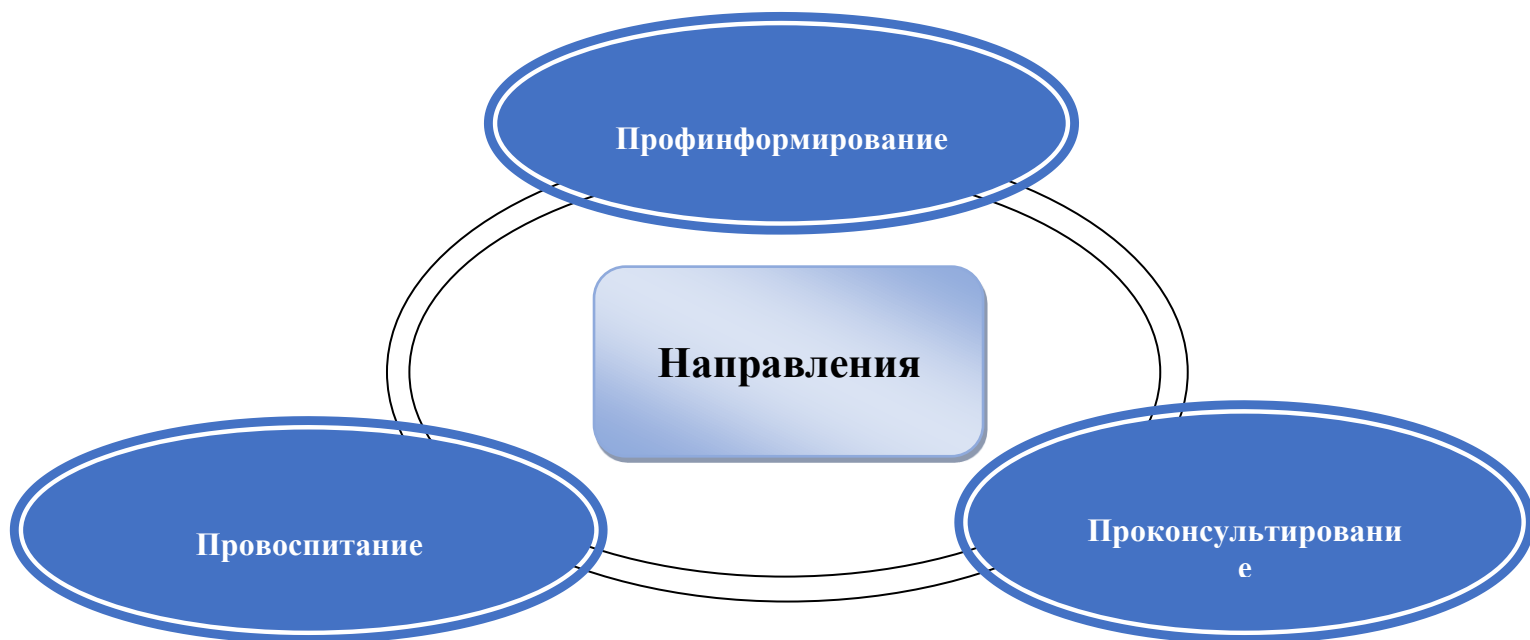 Профинформирование
Направления
Провоспитание
Проконсультировани
е